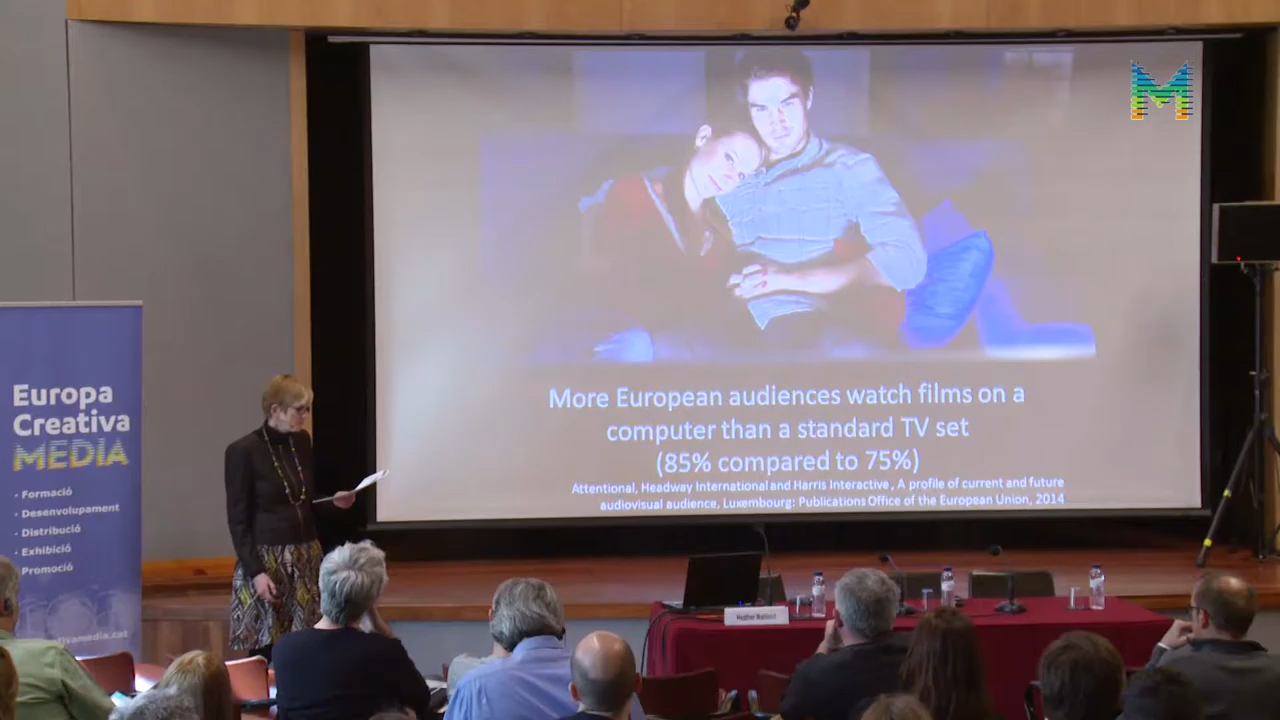 More European audiences watch films on a
computer than a standard TV set
(85% compared to 75%)
Attentional, Headway International and Harris Interactive, A profile of current and future
audiovisual audience, Luxembourg: Publications Office of the European Union, 2014
Europa
Creativa
MEDIA
· Formació
· Desenvolupament
· Distribució
· Exhibició
· Promoció
tivamedia.cat
M
Heather